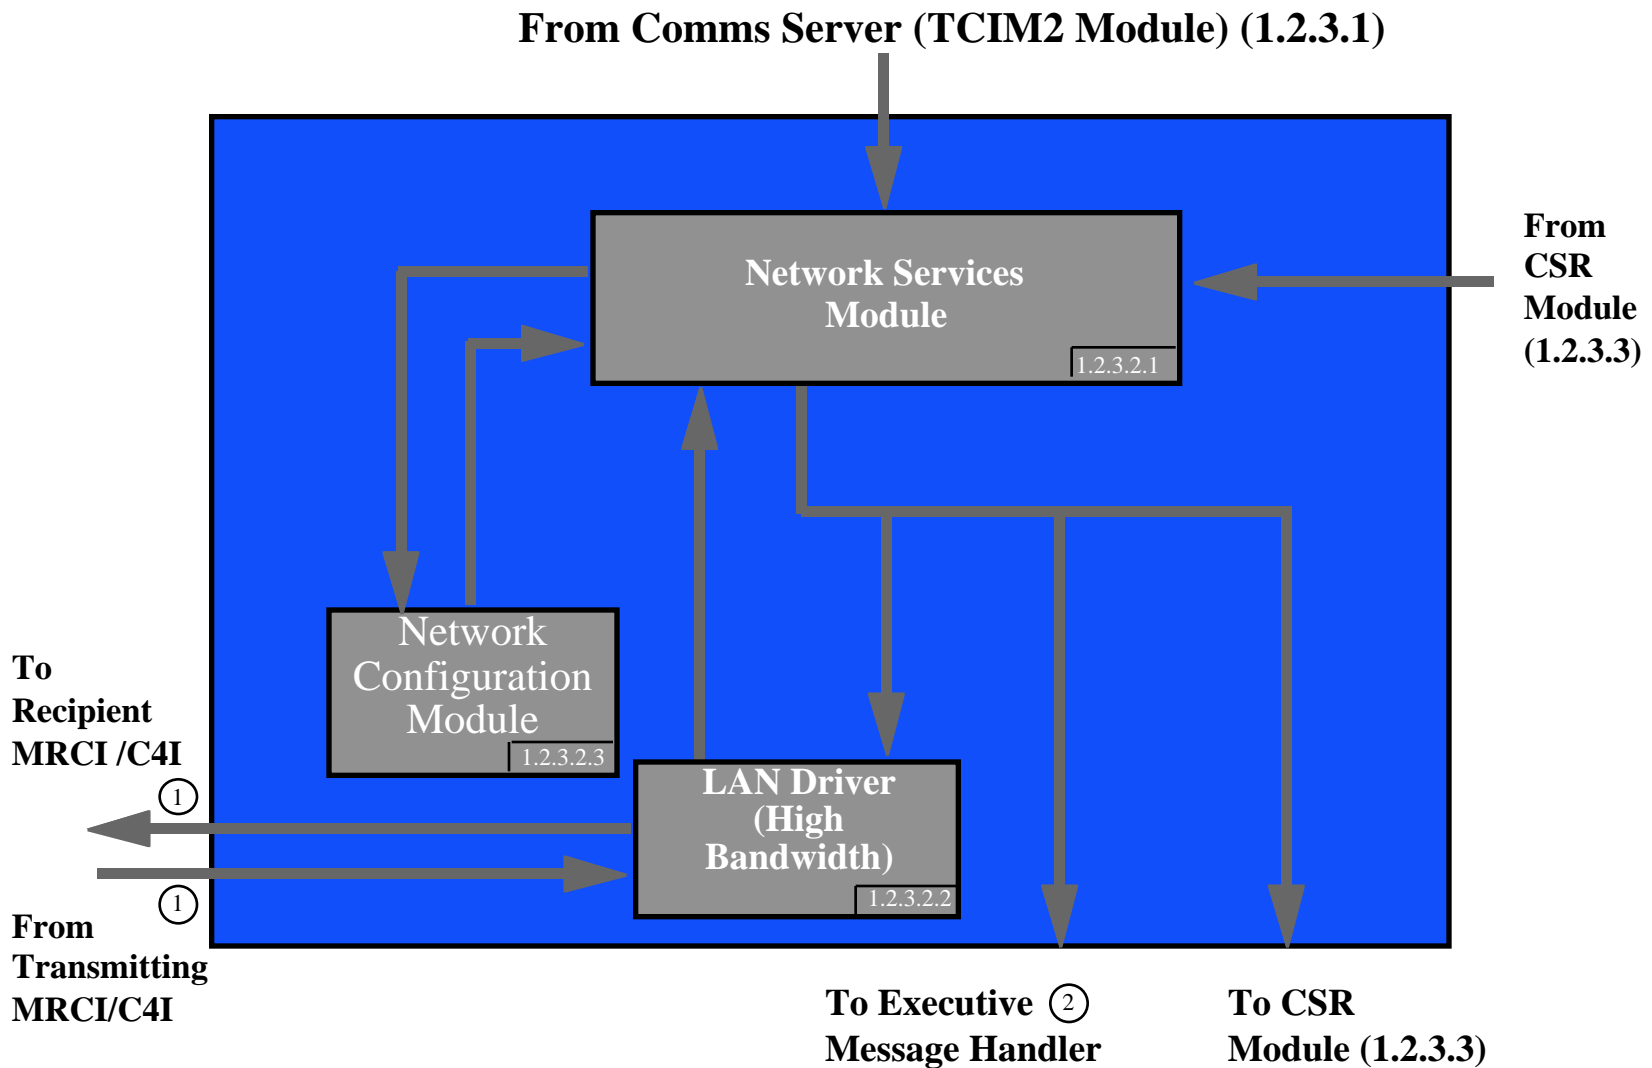 From Comms Server (TCIM2 Module) (1.2.3.1)
From
CSR
Module
(1.2.3.3)
Network Services
Module
1.2.3.2.1
Network
Configuration
Module
1.2.3.2.3
To
Recipient
MRCI /C4I
1
LAN Driver
(High
Bandwidth)
1.2.3.2.2
1
From
Transmitting
MRCI/C4I
To Executive 2
Message Handler
To CSR
Module (1.2.3.3)